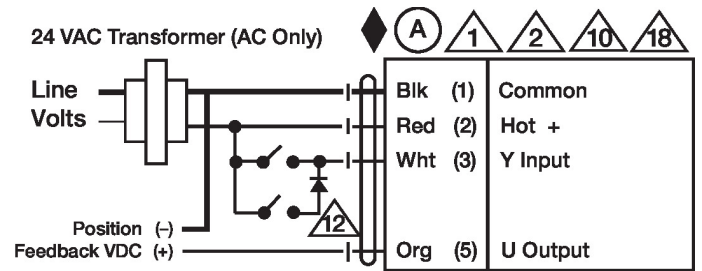 24 VAC Transformer (AC Only)
A 1 2 10 18
Line
Volts
Blk (1) Common
Red (2) Hot +
Wht (3) Y Input
12
Position (–)
Feedback VDC (+)
Org (5) U Output